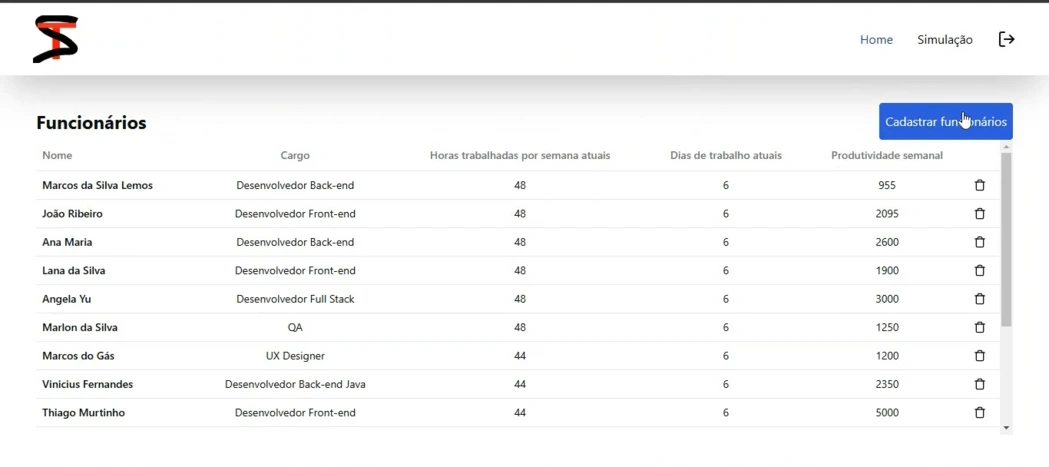 Home Simulação
Funcionários
Cadastrar funcionários
Nome Cargo Horas trabalhadas por semana atuais Dias de trabalho atuais Produtividade semanal
Marcos da Silva Lemos Desenvolvedor Back-end 48 6 955
João Ribeiro Desenvolvedor Front-end 48 6 2095
Ana Maria Desenvolvedor Back-end 48 6 2600
Lana da Silva Desenvolvedor Front-end 48 6 1900
Angela Yu Desenvolvedor Full Stack 48 6 3000
Marlon da Silva QA 48 6 1250
Marcos do Gás UX Designer 44 6 1200
Vinicius Fernandes Desenvolvedor Back-end Java 44 6 2350
Thiago Murtinho Desenvolvedor Front-end 44 6 5000